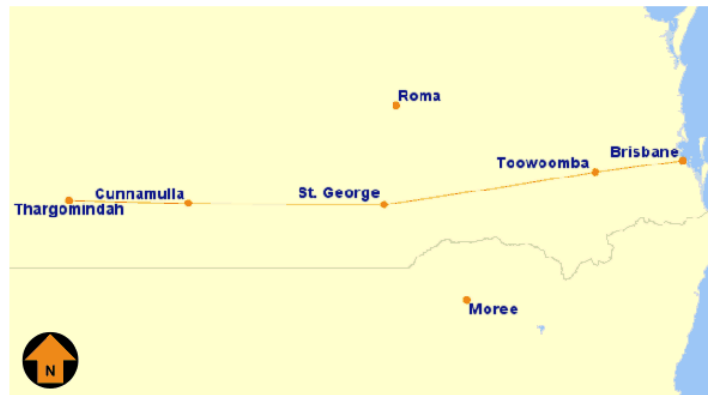 Roma
Brisbane
Toowoomba
Cunnamulla
St. George
Thargomindah
Moree
N